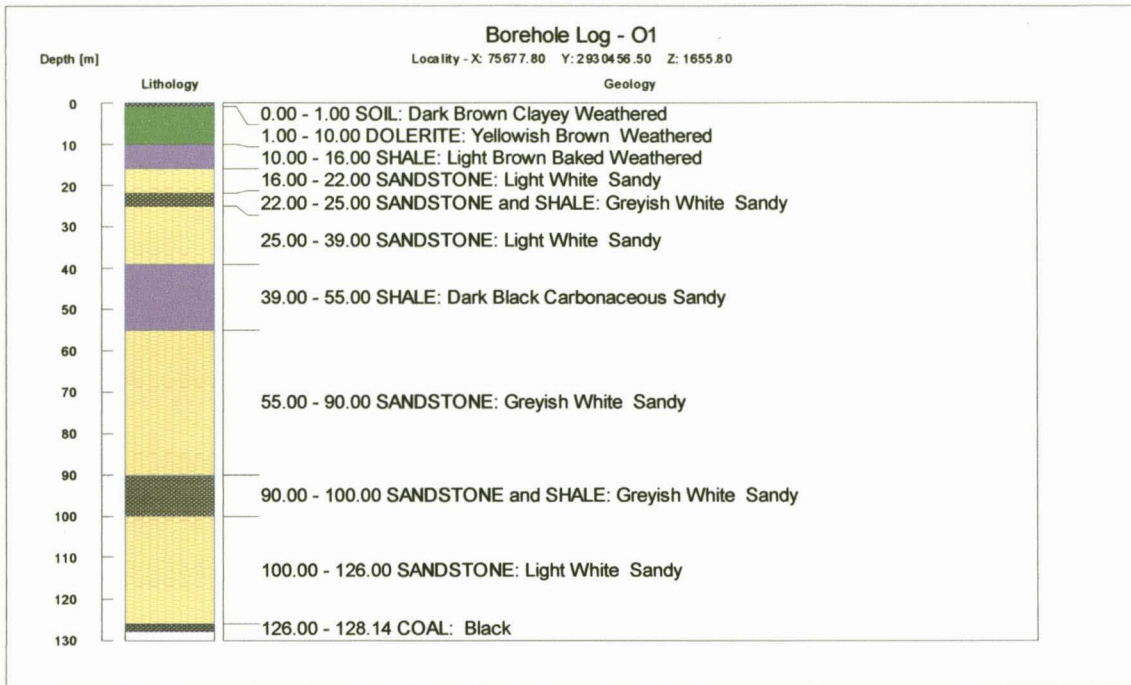 Borehole Log - O1
Depth [m]
Locality - X: 75677.80 Y: 2930456.50 Z: 1655.80
Lithology
Geology
0
10
20
30
40
50
60
70
80
90
100
110
120
130
0.00 - 1.00 SOIL: Dark Brown Clayey Weathered
1.00 - 10.00 DOLERITE: Yellowish Brown Weathered
10.00 - 16.00 SHALE: Light Brown Baked Weathered
16.00 - 22.00 SANDSTONE: Light White Sandy
22.00 - 25.00 SANDSTONE and SHALE: Greyish White Sandy
25.00 - 39.00 SANDSTONE: Light White Sandy
39.00 - 55.00 SHALE: Dark Black Carbonaceous Sandy
55.00 - 90.00 SANDSTONE: Greyish White Sandy
90.00 - 100.00 SANDSTONE and SHALE: Greyish White Sandy
100.00 - 126.00 SANDSTONE: Light White Sandy
126.00 - 128.14 COAL: Black